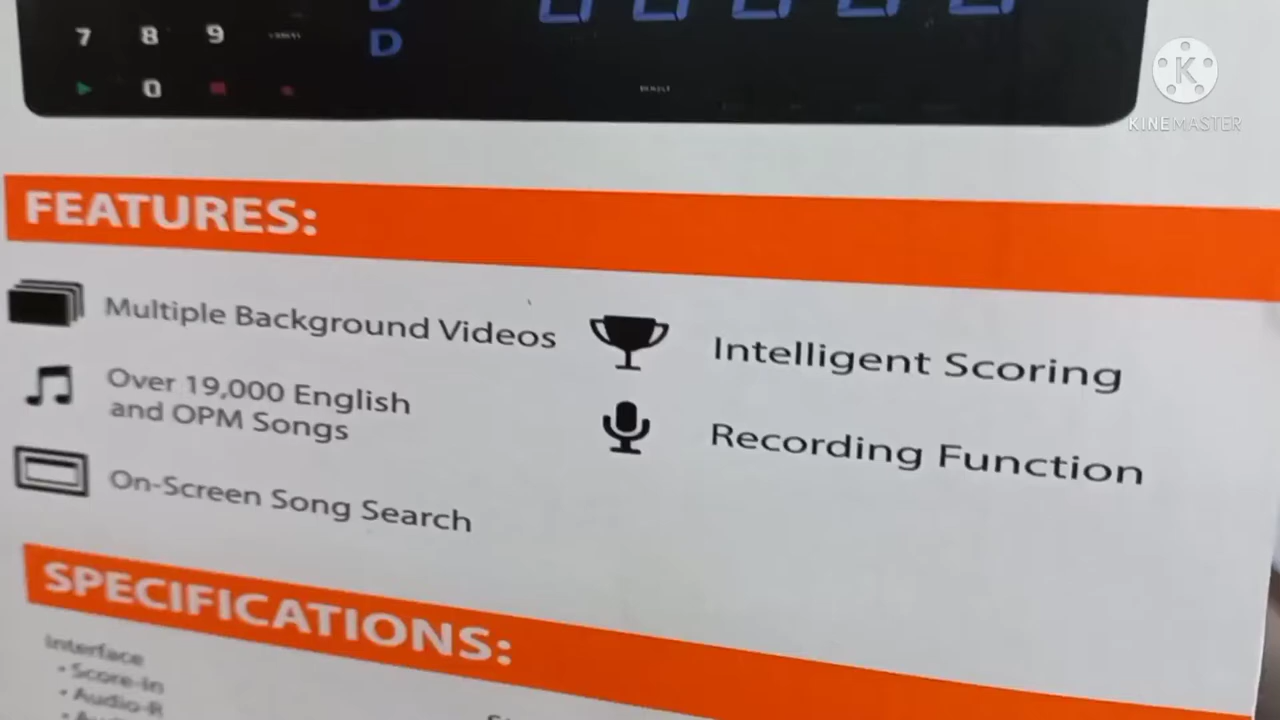 7 8 9
D
0
K
KINEMASTER
FEATURES:
Multiple Background Videos
Over 19,000 English
and OPM Songs
On-Screen Song Search
Intelligent Scoring
Recording Function
SPECIFICATIONS:
Interface
• Score-In
• Audio-R